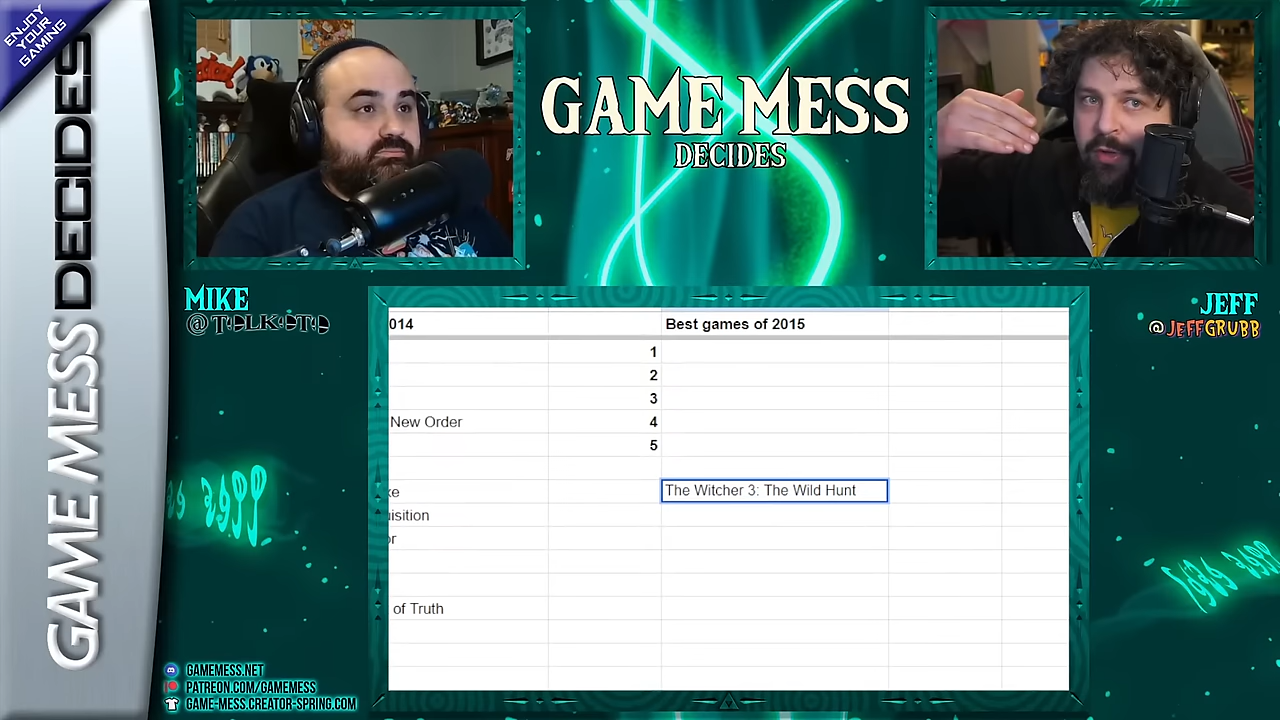 ENJOY
YOUR
GAMING
GAME MESS DECIDES
GAME MESS
DECIDES
MIKE
JEFF
@JEFFGRUBB
014
Best games of 2015
1
2
3
New Order
4
5
ke
The Witcher 3: The Wild Hunt
uisition
or
of Truth
GAMEMESS.NET
PATREON.COM/GAMEMESS
GAME-MESS.CREATOR-SPRING.COM